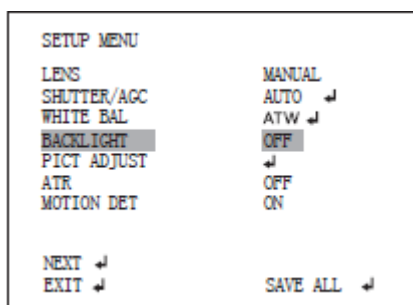 SETUP MENU
LENS MANUAL
SHUTTER/AGC AUTO ↲
WHITE BAL ATW ↲
BACKLIGHT OFF
PICT ADJUST ↲
ATR OFF
MOTION DET ON
NEXT ↲
EXIT ↲ SAVE ALL ↲